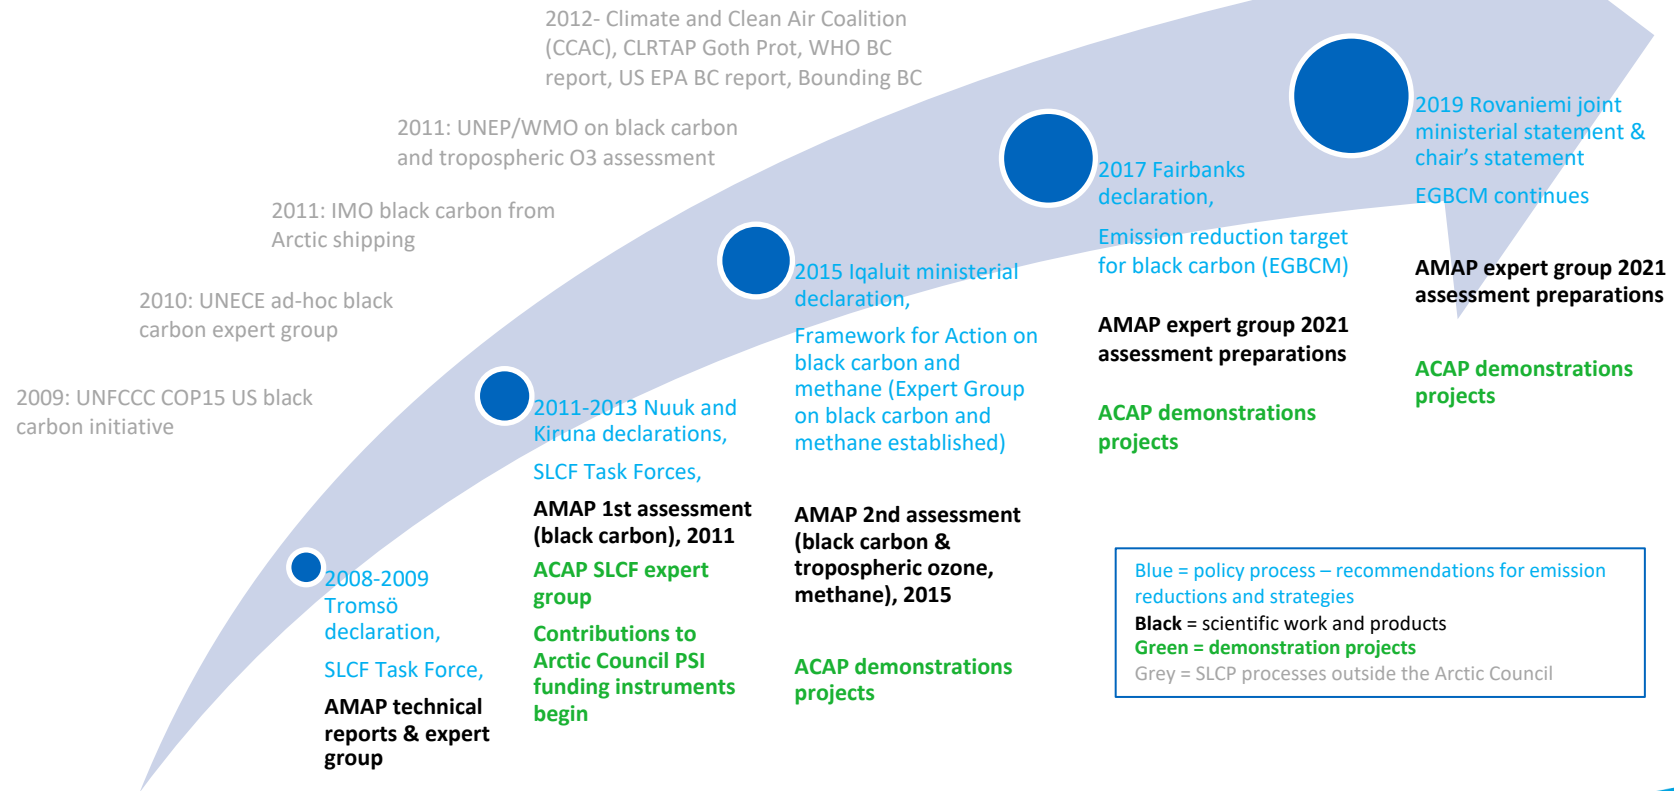 2012- Climate and Clean Air Coalition
(CCAC), CLRTAP Goth Prot, WHO BC
report, US EPA BC report, Bounding BC
2011: UNEP/WMO on black carbon
and tropospheric O3 assessment
2011: IMO black carbon from
Arctic shipping
2010: UNECE ad-hoc black
carbon expert group
2009: UNFCCC COP15 US black
carbon initiative
2008-2009
Tromsö
declaration,
SLCF Task Force,
AMAP technical
reports & expert
group
2011-2013 Nuuk and
Kiruna declarations,
SLCF Task Forces,
AMAP 1st assessment
(black carbon), 2011
ACAP SLCF expert
group
Contributions to
Arctic Council PSI
funding instruments
begin
2015 Iqaluit ministerial
declaration,
Framework for Action on
black carbon and
methane (Expert Group
on black carbon and
methane established)
AMAP 2nd assessment
(black carbon &
tropospheric ozone,
methane), 2015
ACAP demonstrations
projects
2017 Fairbanks
declaration,
Emission reduction target
for black carbon (EGBCM)
AMAP expert group 2021
assessment preparations
ACAP demonstrations
projects
2019 Rovaniemi joint
ministerial statement &
chair’s statement
EGBCM continues
AMAP expert group 2021
assessment preparations
ACAP demonstrations
projects
Blue = policy process – recommendations for emission
reductions and strategies
Black = scientific work and products
Green = demonstration projects
Grey = SLCP processes outside the Arctic Council